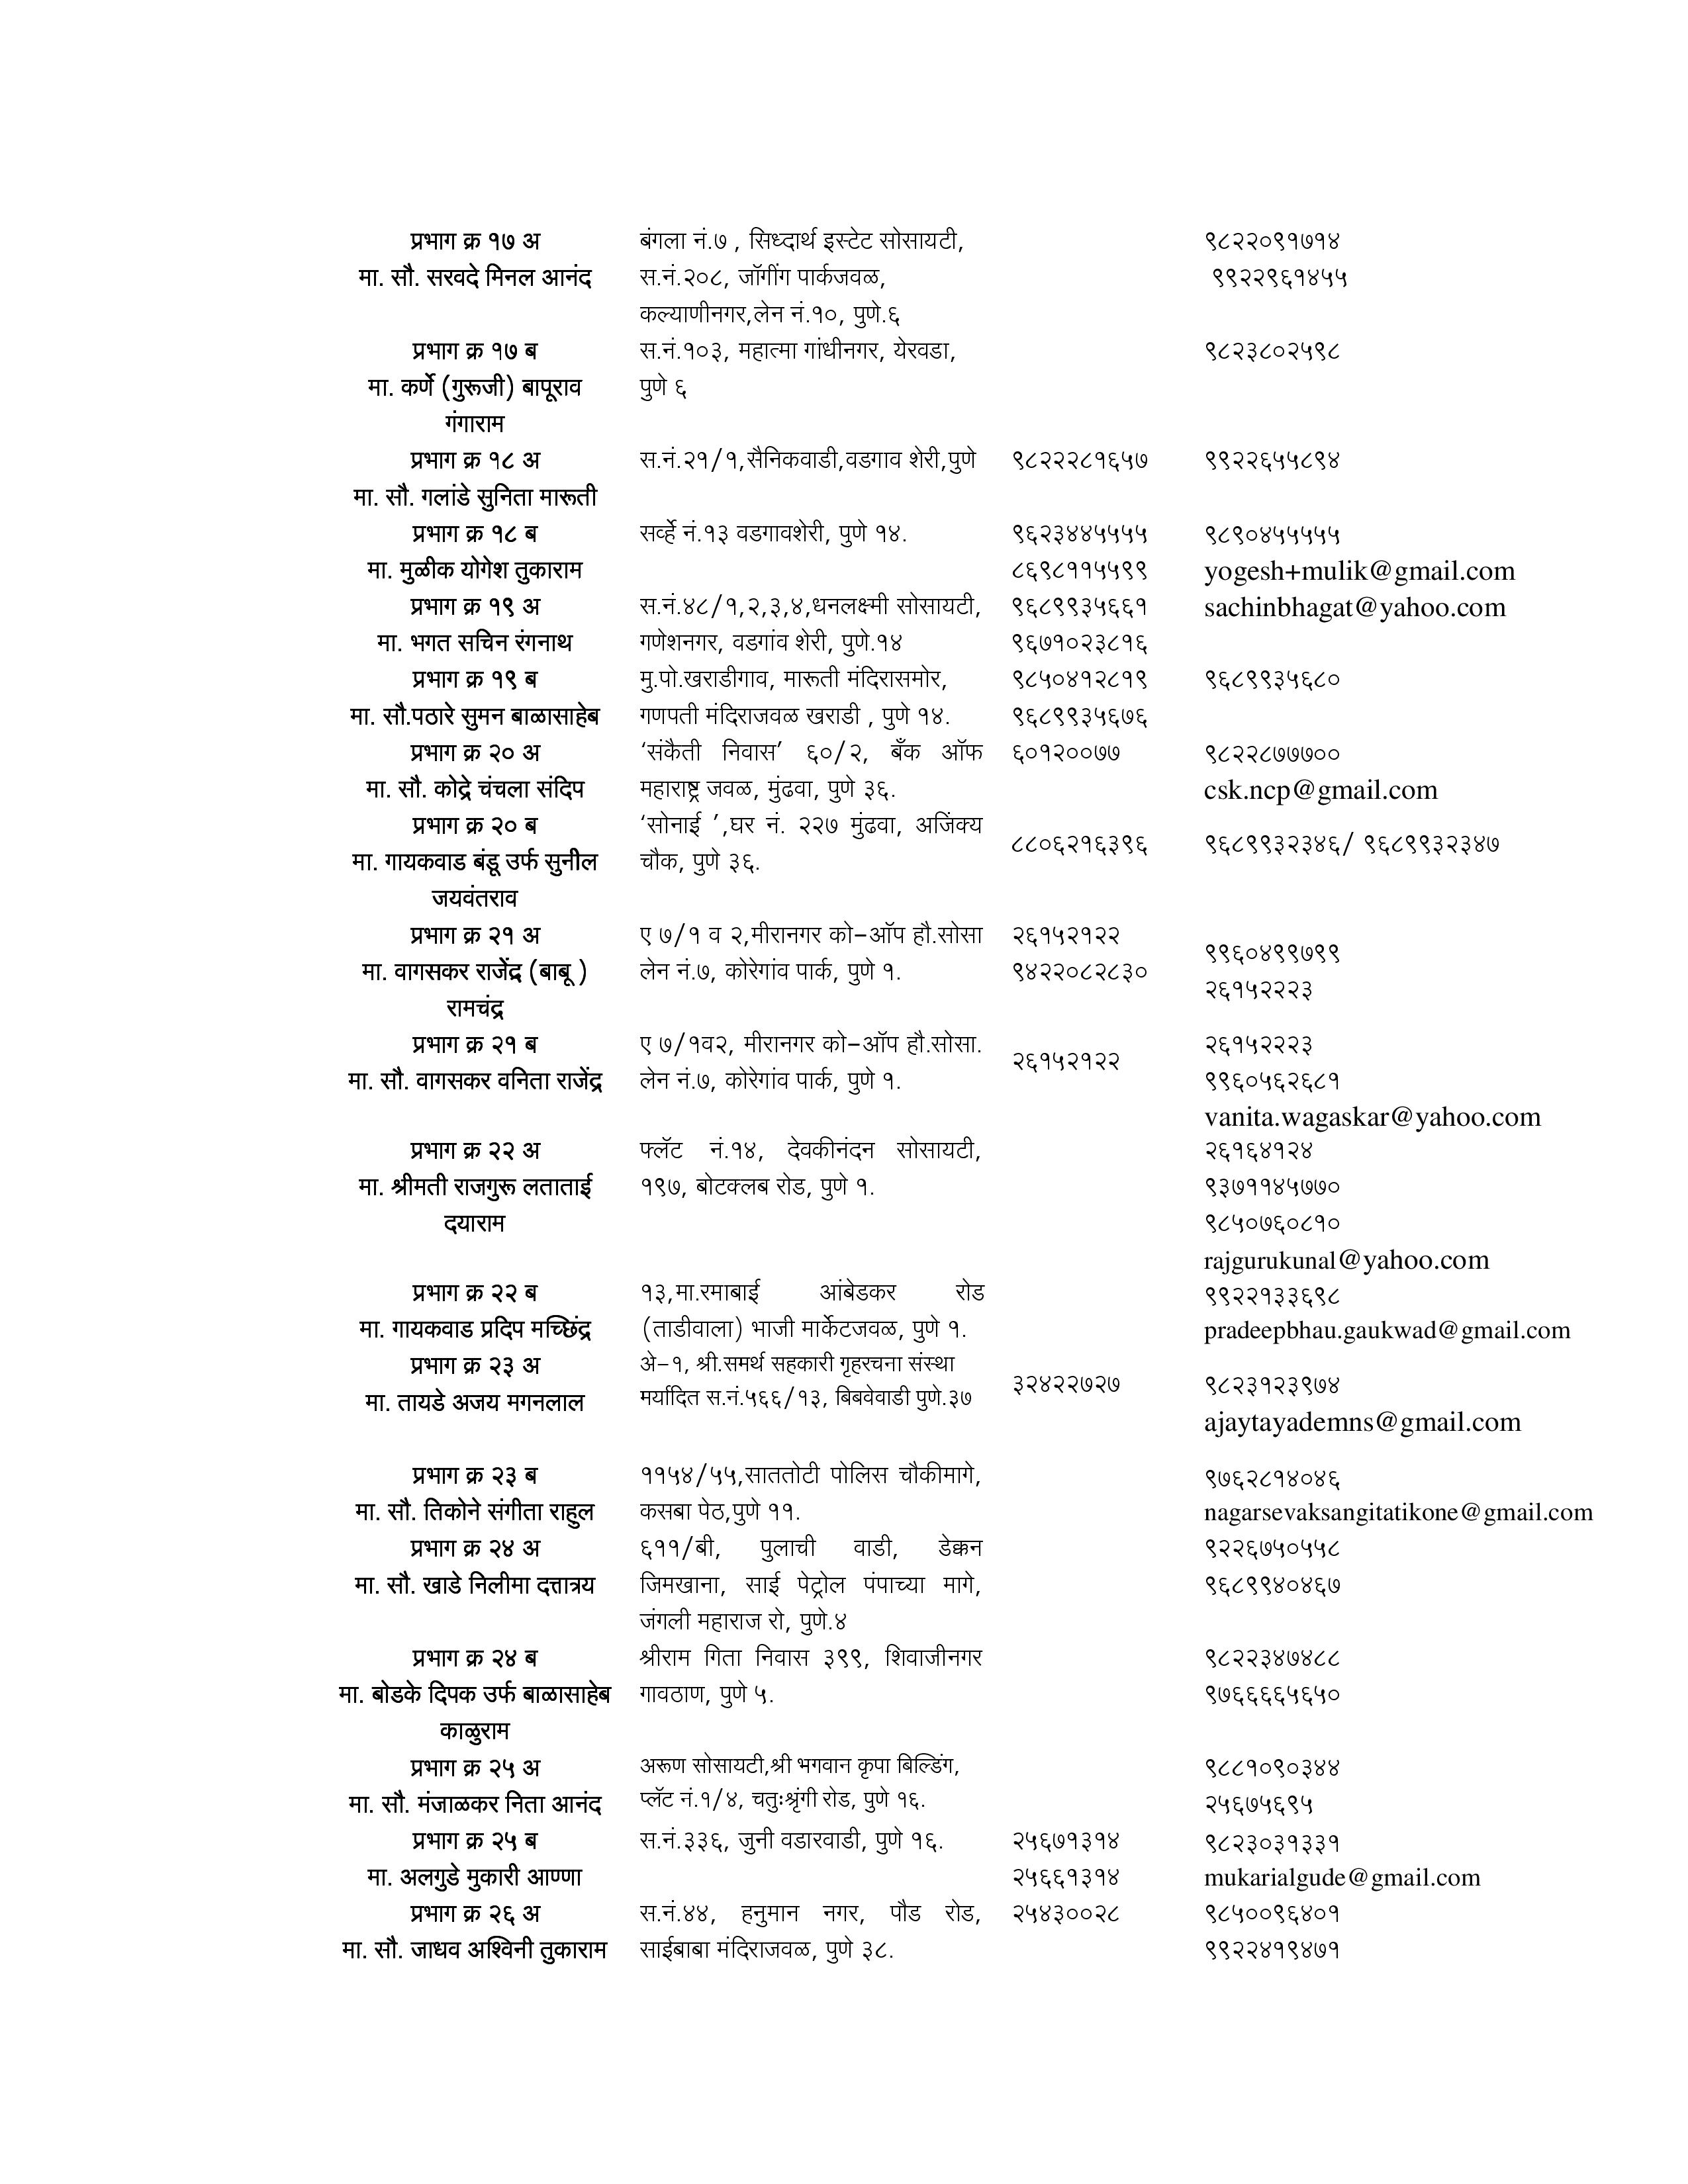 प्रभाग क्र १७ अ बंगला नं.७ , सिध्दार्थ इस्टेट सोसायटी, ९८२२०९१७१४
मा. सौ. सरवदे मिनल आनंद स.नं.२०८, जॉगींग पार्कजवळ, ९९२२९६१४५५
कल्याणीनगर,लेन नं.१०, पुणे.६
प्रभाग क्र १७ ब स.नं.१०३, महात्मा गांधीनगर, येरवडा, ९८२३८०२५९८
मा. कर्णे (गुरूजी) बापूराव पुणे ६
गंगाराम
प्रभाग क्र १८ अ स.नं.२१/१,सैनिकवाडी,वडगाव शेरी,पुणे ९८२२२८१६५७ ९९२२६५५८९४
मा. सौ. गलांडे सुनिता मारूती
प्रभाग क्र १८ ब सर्व्हे नं.१३ वडगावशेरी, पुणे १४. ९६२३४४५५५५ ९८९०४५५५५५
मा. मुळीक योगेश तुकाराम ८६९८११५५९९ yogesh+mulik@gmail.com
प्रभाग क्र १९ अ स.नं.४८/१,२,३,४,धनलक्ष्मी सोसायटी, ९६८९९३५६६१ sachinbhagat@yahoo.com
मा. भगत सचिन रंगनाथ गणेशनगर, वडगांव शेरी, पुणे.१४ ९६७१०२३८१६
प्रभाग क्र १९ ब मु.पो.खराडीगाव, मारूती मंदिरासमोर, ९८५०४१२८१९ ९६८९९३५६८०
मा. सौ.पठारे सुमन बाळासाहेब गणपती मंदिराजवळ खराडी , पुणे १४. ९६८९९३५६७६
प्रभाग क्र २० अ ‘संकैती निवास’ ६०/२, बँक ऑफ ६०१२००७७ ९८२२८७७७००
मा. सौ. कोद्रे चंचला संदिप महाराष्ट्र जवळ, मुंढवा, पुणे ३६. csk.ncp@gmail.com
प्रभाग क्र २० ब ‘सोनाई ’,घर नं. २२७ मुंढवा, अजिंक्य ८८०६२१६३९६ ९६८९९३२३४६/ ९६८९९३२३४७
मा. गायकवाड बंडू उर्फ सुनील चौक, पुणे ३६.
जयवंतराव
प्रभाग क्र २१ अ ए ७/१ व २,मीरानगर को-ऑप हौ.सोसा २६१५२१२२ ९९६०४९९७९९
मा. वागसकर राजेंद्र (बाबू ) लेन नं.७, कोरेगांव पार्क, पुणे १. ९४२२०८२८३० २६१५२२२३
रामचंद्र
प्रभाग क्र २१ ब ए ७/१व२, मीरानगर को-ऑप हौ.सोसा. २६१५२१२२ २६१५२२२३
मा. सौ. वागसकर वनिता राजेंद्र लेन नं.७, कोरेगांव पार्क, पुणे १. ९९६०५६२६८१
vanita.wagaskar@yahoo.com
प्रभाग क्र २२ अ फ्लॅट नं.१४, देवकीनंदन सोसायटी, २६१६४१२४
मा. श्रीमती राजगुरू लताताई १९७, बोटक्लब रोड, पुणे १. ९३७११४५७७०
दयाराम ९८५०७६०८१०
rajgurukunal@yahoo.com
प्रभाग क्र २२ ब १३,मा.रमाबाई आंबेडकर रोड ९९२२१३३६९८
मा. गायकवाड प्रदिप मच्छिंद्र (ताडीवाला) भाजी मार्केटजवळ, पुणे १. pradeepbhau.gaukwad@gmail.com
प्रभाग क्र २३ अ अे-१, श्री.समर्थ सहकारी गृहरचना संस्था ३२४२२७२७ ९८२३१२३९७४
मा. तायडे अजय मगनलाल मर्यादित स.नं.५६६/१३, बिबवेवाडी पुणे.३७ ajaytayademns@gmail.com
प्रभाग क्र २३ ब ११५४/५५,साततोटी पोलिस चौकीमागे, ९७६२८१४०४६
मा. सौ. तिकोने संगीता राहुल कसबा पेठ,पुणे ११. nagarsevaksangitatikone@gmail.com
प्रभाग क्र २४ अ ६११/बी, पुलाची वाडी, डेक्कन ९२२६७५०५५८
मा. सौ. खाडे निलीमा दत्तात्रय जिमखाना, साई पेट्रोल पंपाच्या मागे, ९६८९९४०४६७
जंगली महाराज रो, पुणे.४
प्रभाग क्र २४ ब श्रीराम गिता निवास ३९९, शिवाजीनगर ९८२२३४७४८८
मा. बोडके दिपक उर्फ बाळासाहेब गावठाण, पुणे ५. ९७६६६६५६५०
काळुराम
प्रभाग क्र २५ अ अरूण सोसायटी,श्री भगवान कृपा बिल्डिंग, ९८८१०९०३४४
मा. सौ. मंजाळकर निता आनंद प्लॅट नं.१/४, चतुःश्रृंगी रोड, पुणे १६. २५६७५६९५
प्रभाग क्र २५ ब स.नं.३३६, जुनी वडारवाडी, पुणे १६. २५६७१३१४ ९८२३०३१३३१
मा. अलगुडे मुकारी आण्णा २५६६१३१४ mukarialgude@gmail.com
प्रभाग क्र २६ अ स.नं.४४, हनुमान नगर, पौड रोड, २५४३००२८ ९८५००९६४०१
मा. सौ. जाधव अश्विनी तुकाराम साईबाबा मंदिराजवळ, पुणे ३८. ९९२२४१९४७१